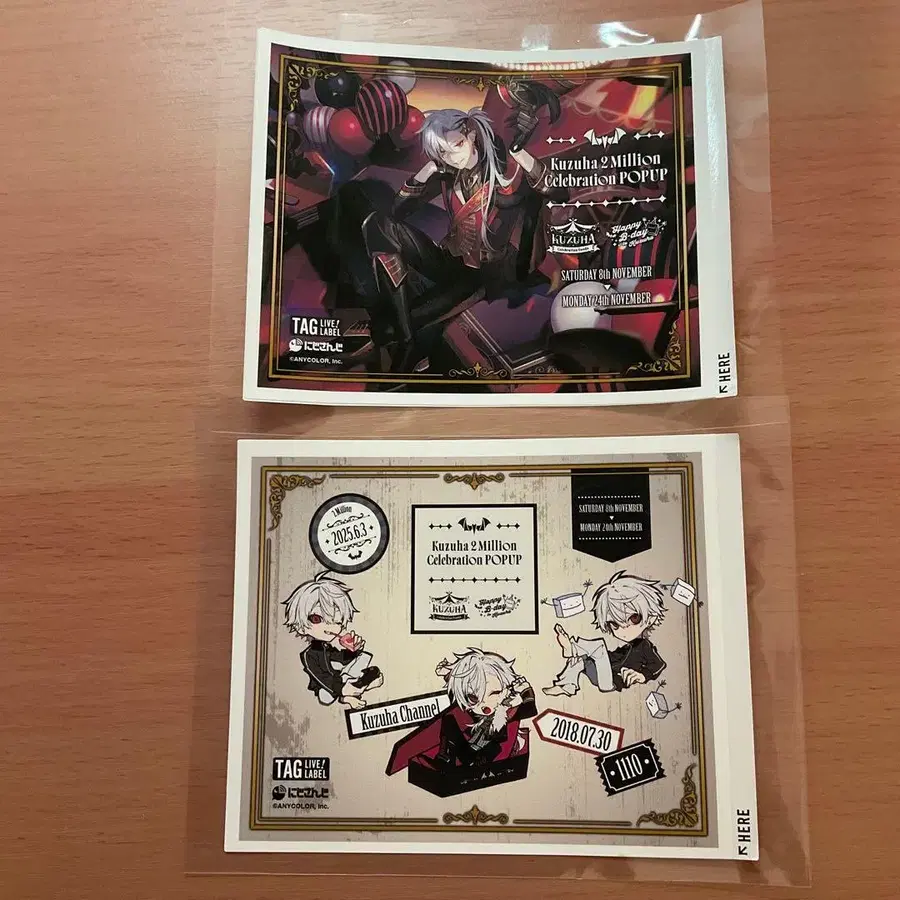 Kuzuha 2 Million
Celebration POPUP
KUZUHA
Happy
B-day
SATURDAY 8th NOVEMBER
MONDAY 24th NOVEMBER
TAG LIVE!
LABEL
にじさんじ
©ANYCOLOR, Inc.
HERE
2 Million
2025.6.3
Kuzuha 2 Million
Celebration POPUP
KUZUHA
Happy
B-day
SATURDAY 8th NOVEMBER
MONDAY 24th NOVEMBER
Kuzuha Channel
2018.07.30
1110
TAG LIVE!
LABEL
にじさんじ
©ANYCOLOR, Inc.
HERE